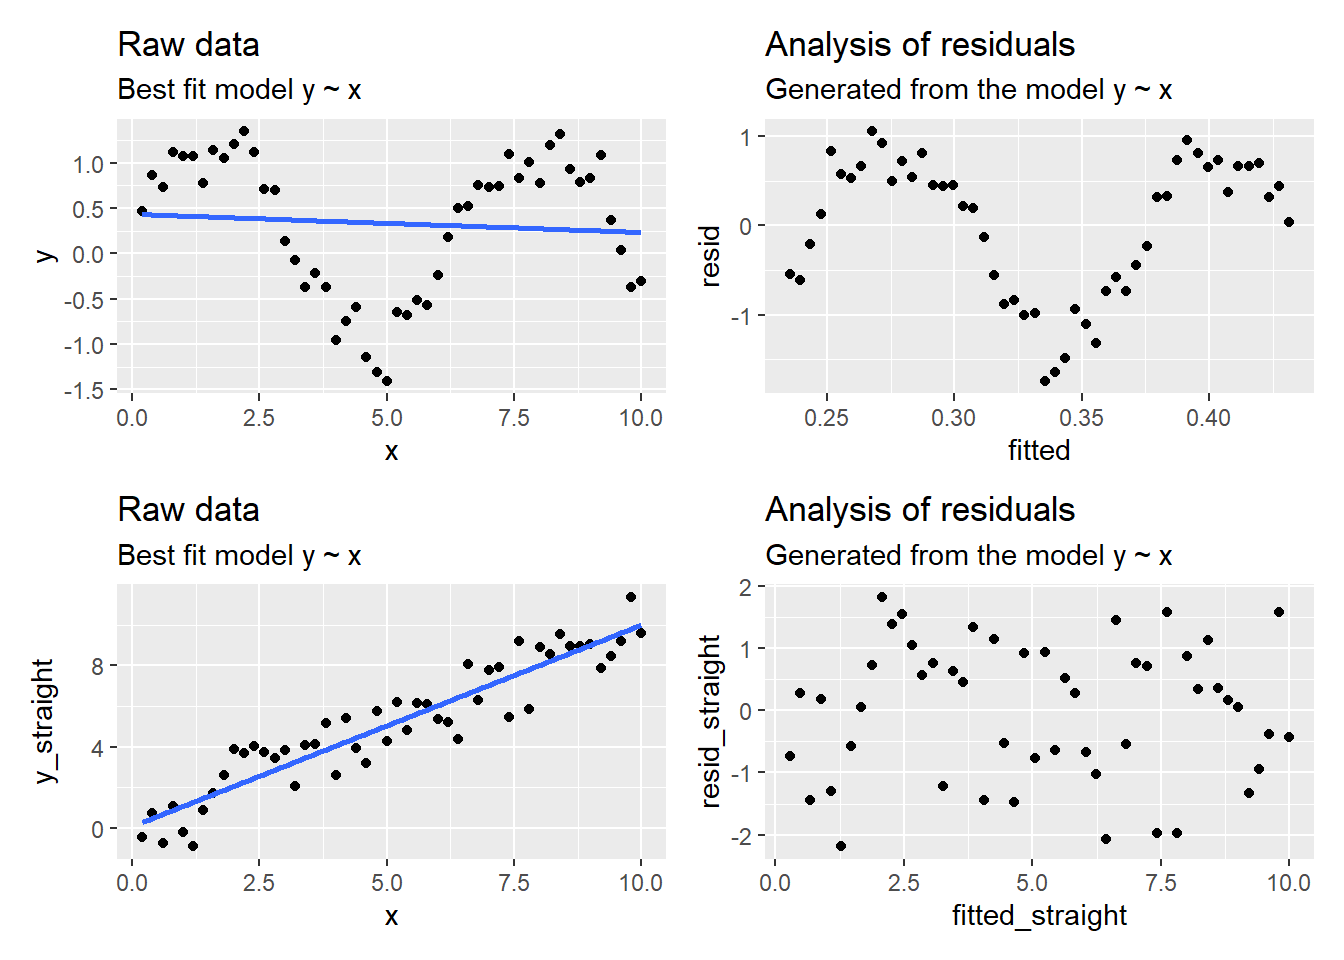 Raw data
Best fit model y ~ x
1.0
0.5
0.0
-0.5
-1.0
-1.5
y
0.0
2.5
5.0
7.5
10.0
x
Analysis of residuals
Generated from the model y ~ x
1
0
-1
resid
0.25
0.30
0.35
0.40
fitted
Raw data
Best fit model y ~ x
8
4
0
y_straight
0.0
2.5
5.0
7.5
10.0
x
Analysis of residuals
Generated from the model y ~ x
2
1
0
-1
-2
resid_straight
0.0
2.5
5.0
7.5
10.0
fitted_straight